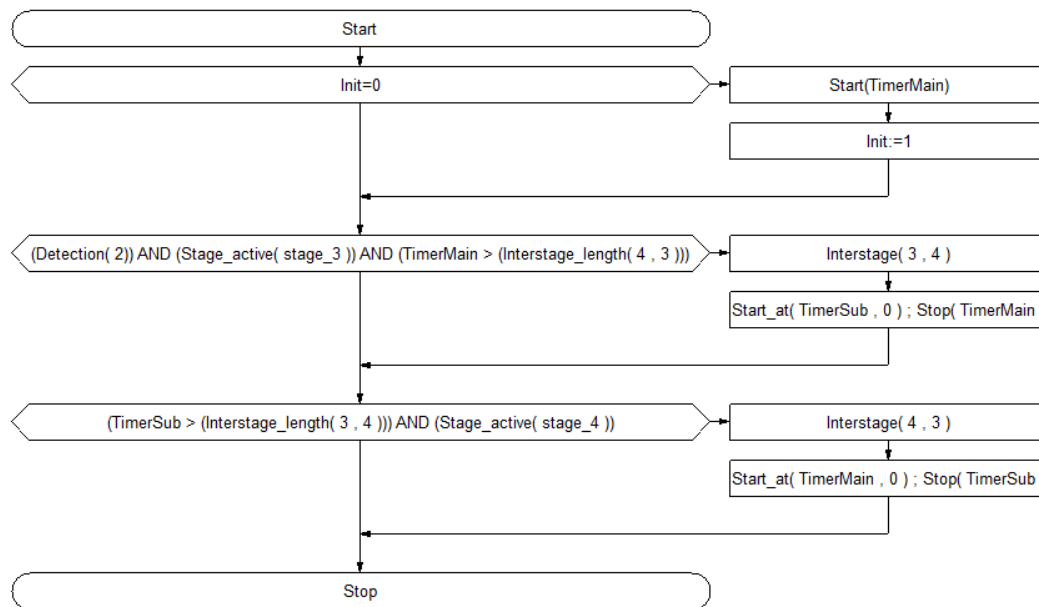 Start
Init=0
Start(TimerMain)
Init:=1
(Detection( 2)) AND (Stage_active( stage_3 )) AND (TimerMain > (Interstage_length( 4 , 3 )))
Interstage( 3 , 4 )
Start_at( TimerSub , 0 ) ; Stop( TimerMain
(TimerSub > (Interstage_length( 3 , 4 ))) AND (Stage_active( stage_4 ))
Interstage( 4 , 3 )
Start_at( TimerMain , 0 ) ; Stop( TimerSub
Stop